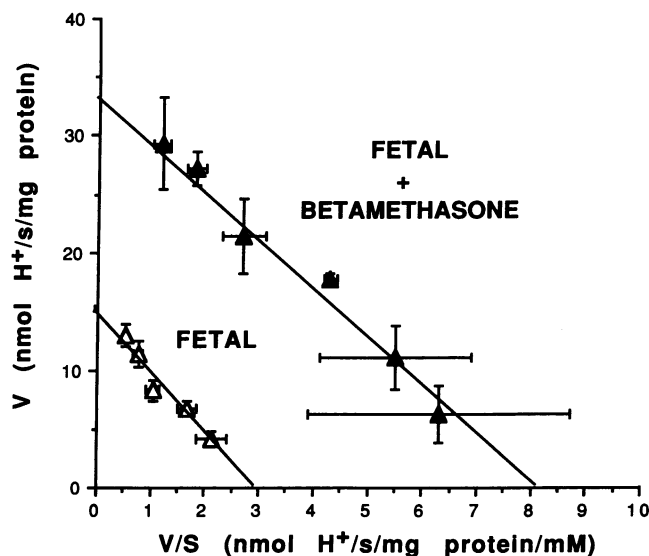 40
30
20
10
0
V (nmol H+/s/mg protein)
FETAL
+
BETAMETHASONE
FETAL
0 1 2 3 4 5 6 7 8 9 10
V/S (nmol H+/s/mg protein/mM)